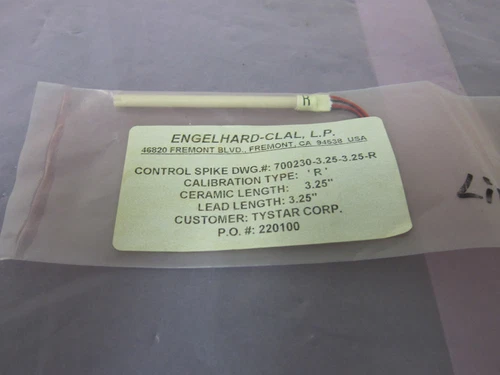 R
ENGELHARD-CLAL, L.P.
46820 FREMONT BLVD., FREMONT, CA 94538 USA
CONTROL SPIKE DWG.#: 700230-3.25-3.25-R
CALIBRATION TYPE: 'R'
CERAMIC LENGTH: 3.25"
LEAD LENGTH: 3.25"
CUSTOMER: TYSTAR CORP.
P.O. #: 220100